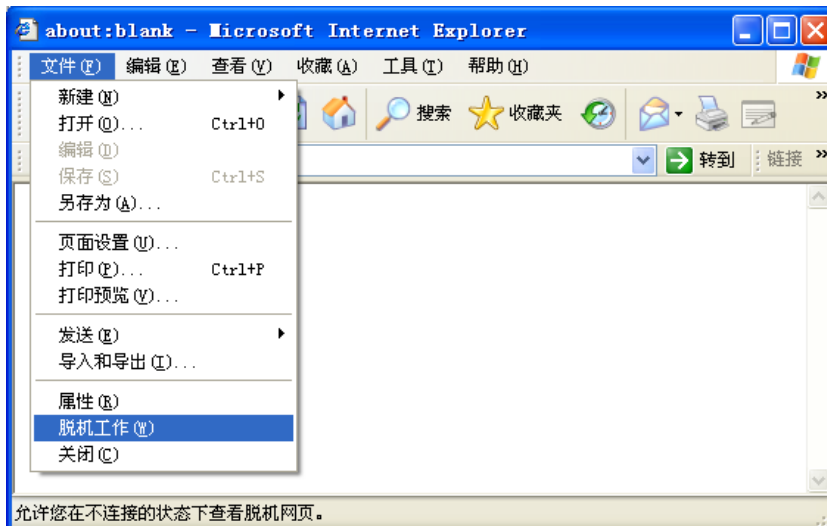 about:blank - Microsoft Internet Explorer
文件(F) 编辑(E) 查看(V) 收藏(A) 工具(T) 帮助(H)
新建(N)
打开(O)... Ctrl+O
编辑(D)
保存(S) Ctrl+S
另存为(A)...
页面设置(U)...
打印(P)... Ctrl+P
打印预览(V)...
发送(E)
导入和导出(I)...
属性(R)
脱机工作(W)
关闭(C)
搜索 收藏夹 »
转到 链接 »
允许您在不连接的状态下查看脱机网页。